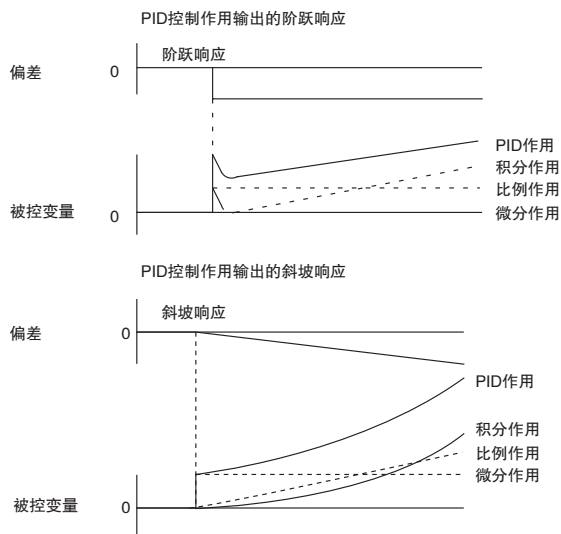 PID控制作用输出的阶跃响应
阶跃响应
偏差
0
PID作用
积分作用
比例作用
微分作用
被控变量
0
PID控制作用输出的斜坡响应
斜坡响应
偏差
0
PID作用
积分作用
比例作用
微分作用
被控变量
0